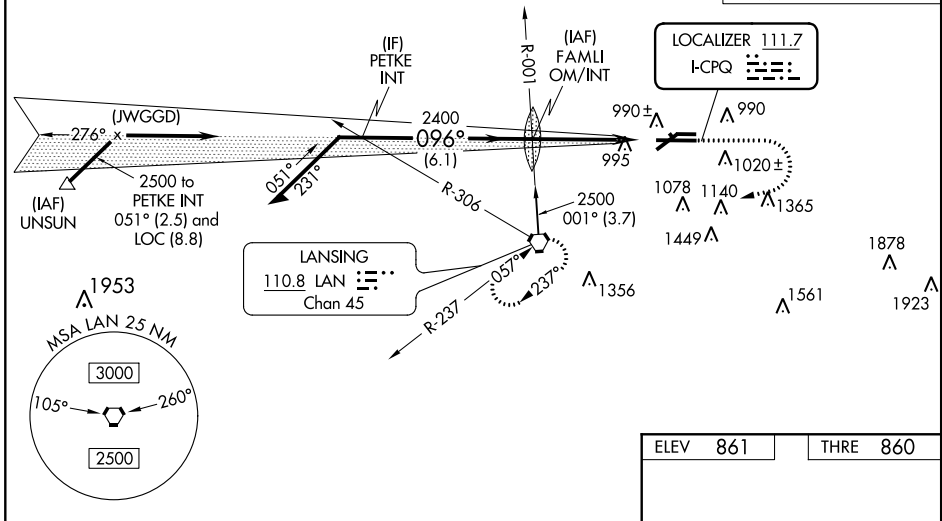 (IF)
PETKE
INT
R-001
(IAF)
FAMLI
OM/INT
LOCALIZER 111.7
I-CPQ
276°
(JWGGD)
2400
096°
(6.1)
990±
990
995
1020±
(IAF)
UNSUN
2500 to
PETKE INT
051° (2.5) and
LOC (8.8)
051°
231°
R-306
2500
001° (3.7)
1078
1140
1365
1449
1878
LANSING
110.8 LAN
Chan 45
057°
237°
R-237
1356
1561
1923
1953
MSA LAN 25 NM
3000
105°
260°
2500
ELEV 861
THRE 860